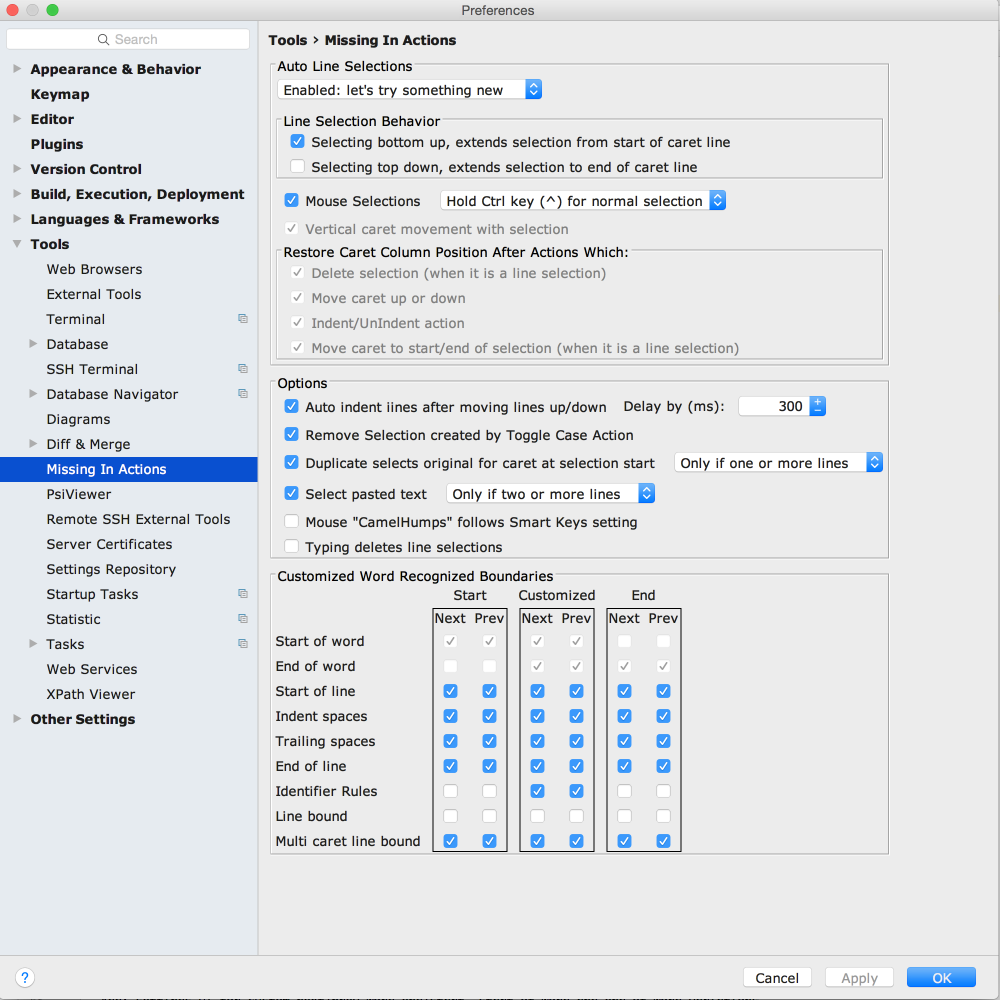 Preferences
Search
Appearance & Behavior
Keymap
Editor
Plugins
Version Control
Build, Execution, Deployment
Languages & Frameworks
Tools
Web Browsers
External Tools
Terminal
Database
SSH Terminal
Database Navigator
Diagrams
Diff & Merge
Missing In Actions
PsiViewer
Remote SSH External Tools
Server Certificates
Settings Repository
Startup Tasks
Statistic
Tasks
Web Services
XPath Viewer
Other Settings
Tools › Missing In Actions
Auto Line Selections
Enabled: let's try something new
Line Selection Behavior
Selecting bottom up, extends selection from start of caret line
Selecting top down, extends selection to end of caret line
Mouse Selections Hold Ctrl key (^) for normal selection
Vertical caret movement with selection
Restore Caret Column Position After Actions Which:
Delete selection (when it is a line selection)
Move caret up or down
Indent/UnIndent action
Move caret to start/end of selection (when it is a line selection)
Options
Auto indent iines after moving lines up/down Delay by (ms): 300
Remove Selection created by Toggle Case Action
Duplicate selects original for caret at selection start Only if one or more lines
Select pasted text Only if two or more lines
Mouse "CamelHumps" follows Smart Keys setting
Typing deletes line selections
Customized Word Recognized Boundaries
Start Customized End
Next Prev Next Prev Next Prev
Start of word
End of word
Start of line
Indent spaces
Trailing spaces
End of line
Identifier Rules
Line bound
Multi caret line bound
? Cancel Apply OK